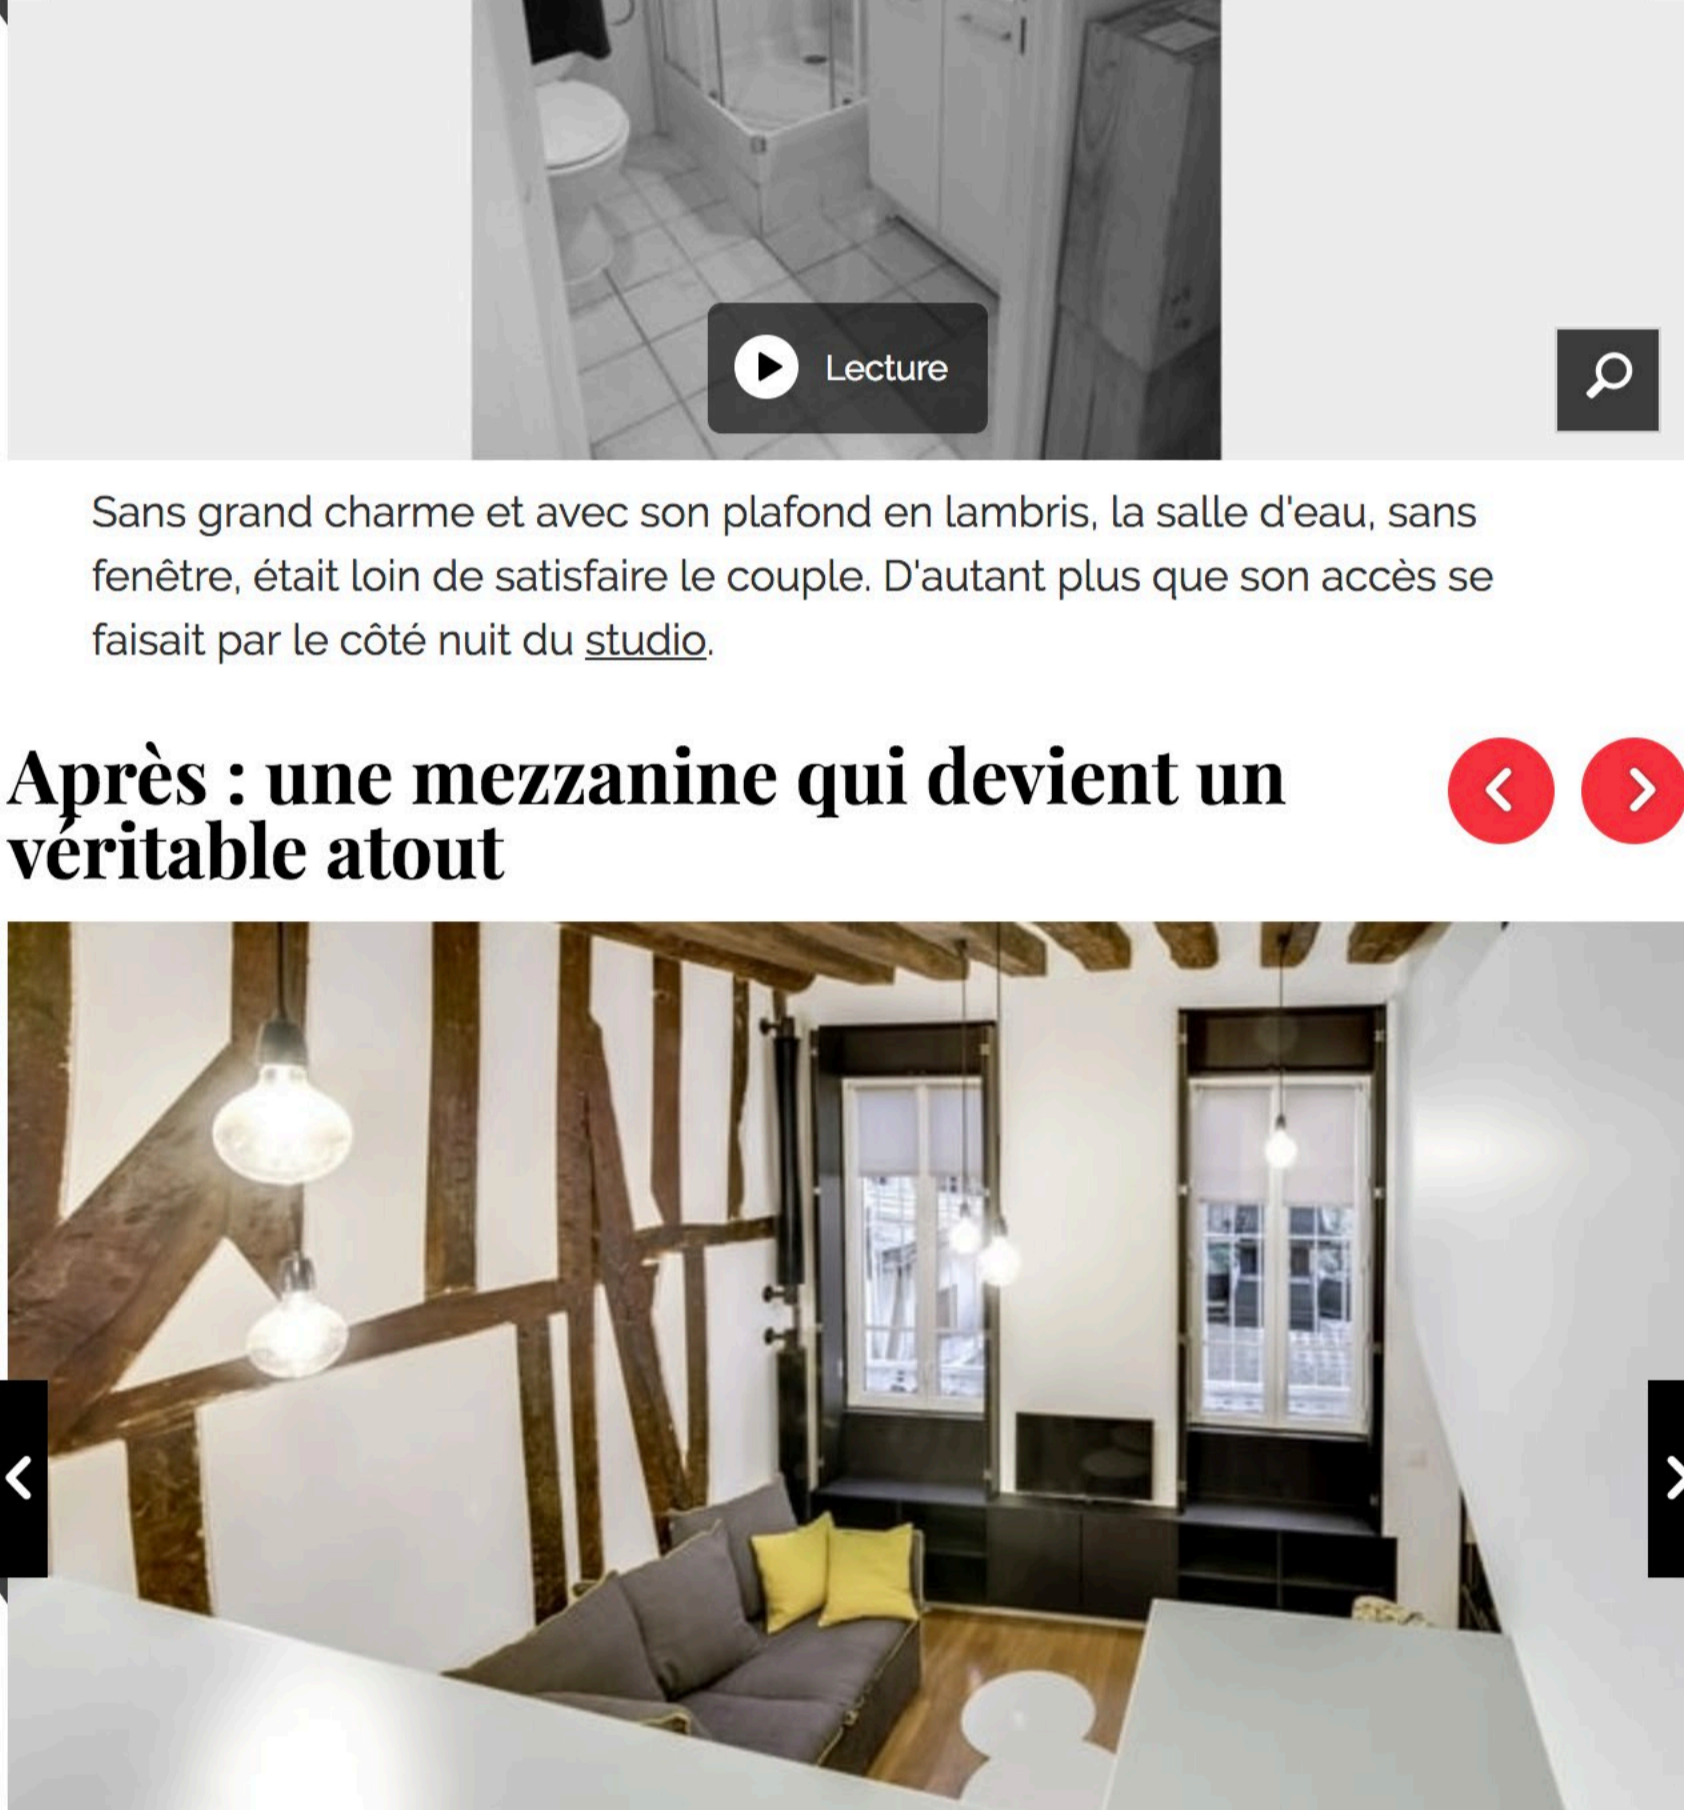 Lecture
Sans grand charme et avec son plafond en lambris, la salle d'eau, sans
fenêtre, était loin de satisfaire le couple. D'autant plus que son accès se
faisait par le côté nuit du studio.
Après : une mezzanine qui devient un
véritable atout